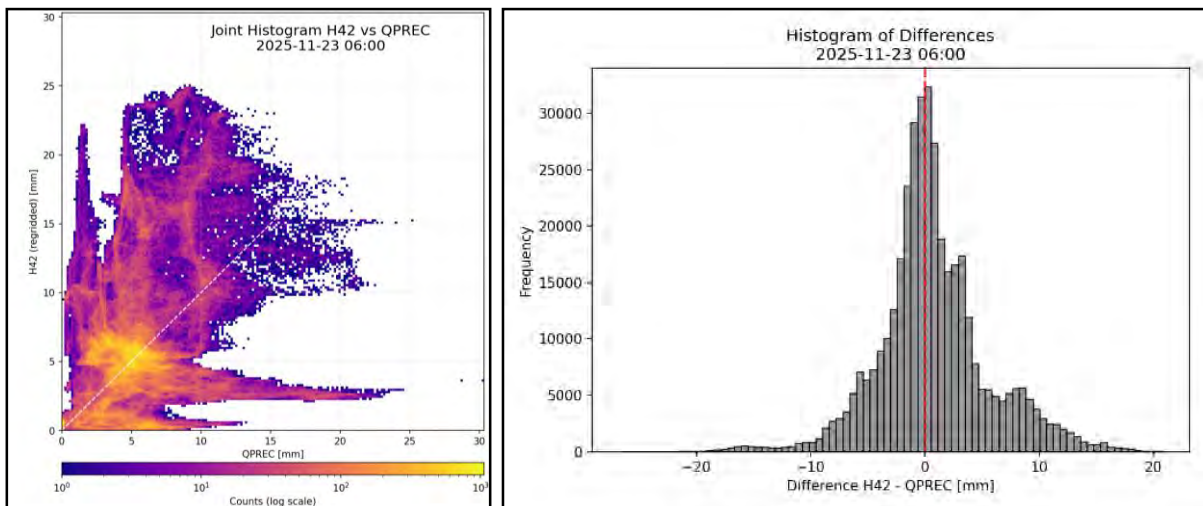 Joint Histogram H42 vs QPREC
2025-11-23 06:00
30
25
20
15
10
5
0
H42 (regridded) [mm]
0 5 10 15 20 25 30
QPREC [mm]
10⁰ 10¹ 10² 10³
Counts (log scale)
Histogram of Differences
2025-11-23 06:00
30000
25000
20000
15000
10000
5000
0
Frequency
−20 −10 0 10 20
Difference H42 - QPREC [mm]